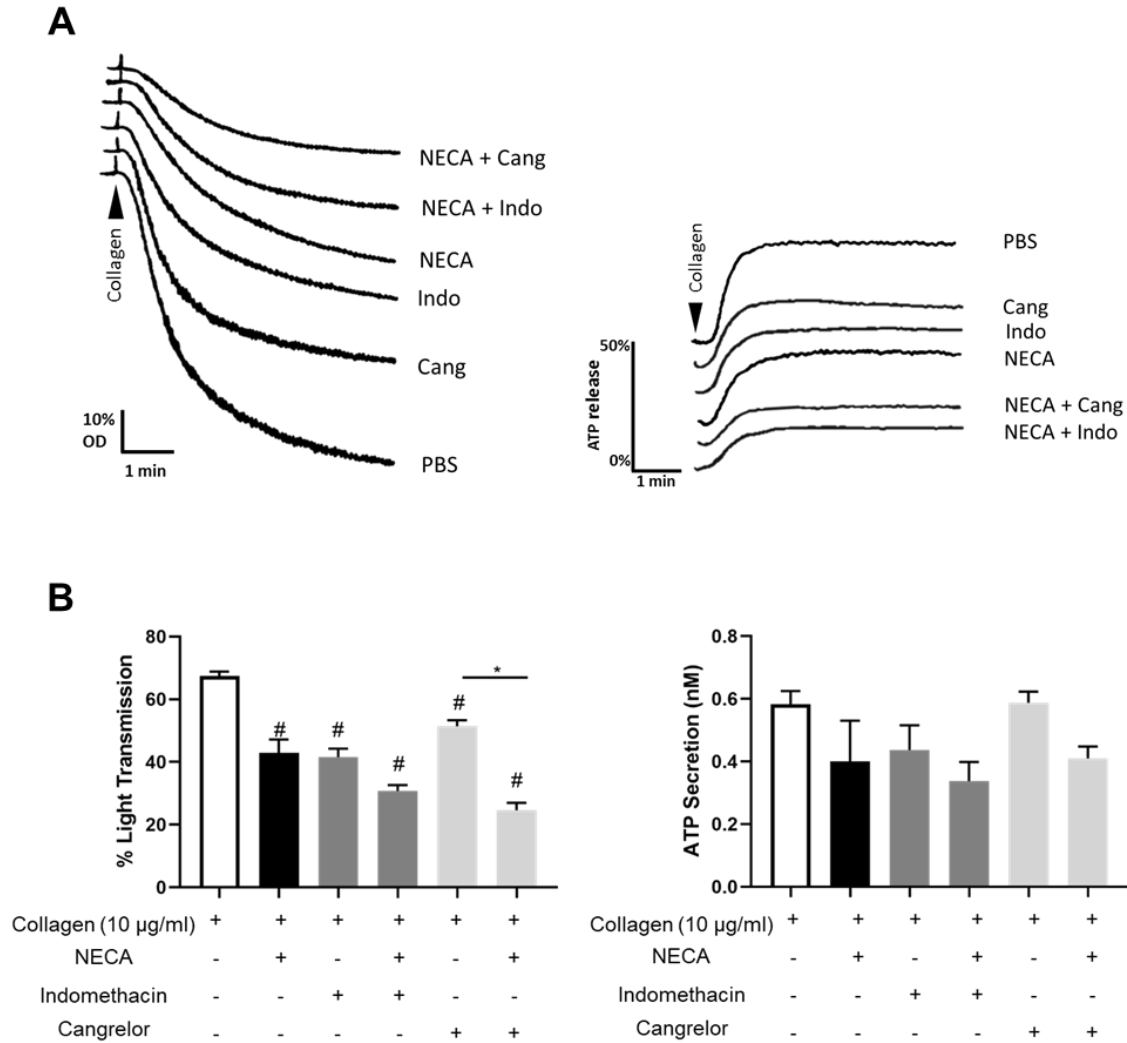 A
NECA + Cang
NECA + Indo
NECA
Indo
Cang
PBS
Collagen
10%
OD
1 min
PBS
Cang
Indo
NECA
NECA + Cang
NECA + Indo
Collagen
50%
ATP release
0%
1 min
B
80
60
40
20
0
% Light Transmission
# # # # #
*
Collagen (10 µg/ml) + + + + + +
NECA - + - + - +
Indomethacin - - + + - -
Cangrelor - - - - + +
0.8
0.6
0.4
0.2
0.0
ATP Secretion (nM)
Collagen (10 µg/ml) + + + + + +
NECA - + - + - +
Indomethacin - - + + - -
Cangrelor - - - - + +